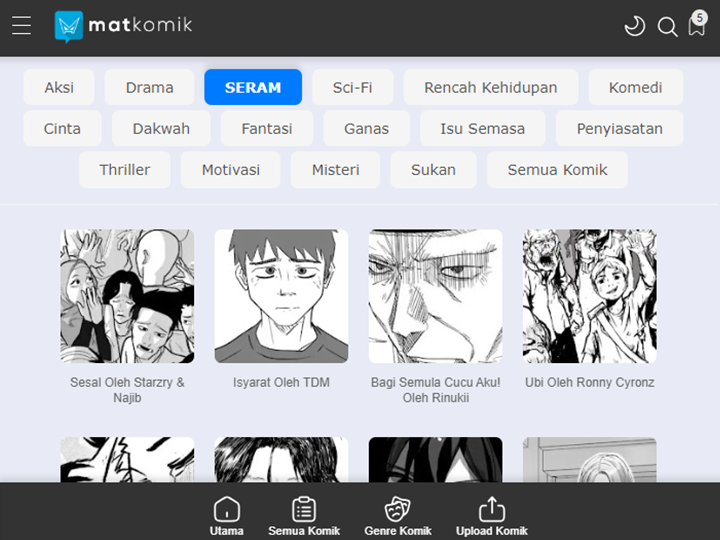 matkomik
5
Aksi Drama SERAM Sci-Fi Rencah Kehidupan Komedi
Cinta Dakwah Fantasi Ganas Isu Semasa Penyiasatan
Thriller Motivasi Misteri Sukan Semua Komik
Sesal Oleh Starzry &
Najib
Isyarat Oleh TDM
Bagi Semula Cucu Aku!
Oleh Rinukii
Ubi Oleh Ronny Cyronz
Utama Semua Komik Genre Komik Upload Komik